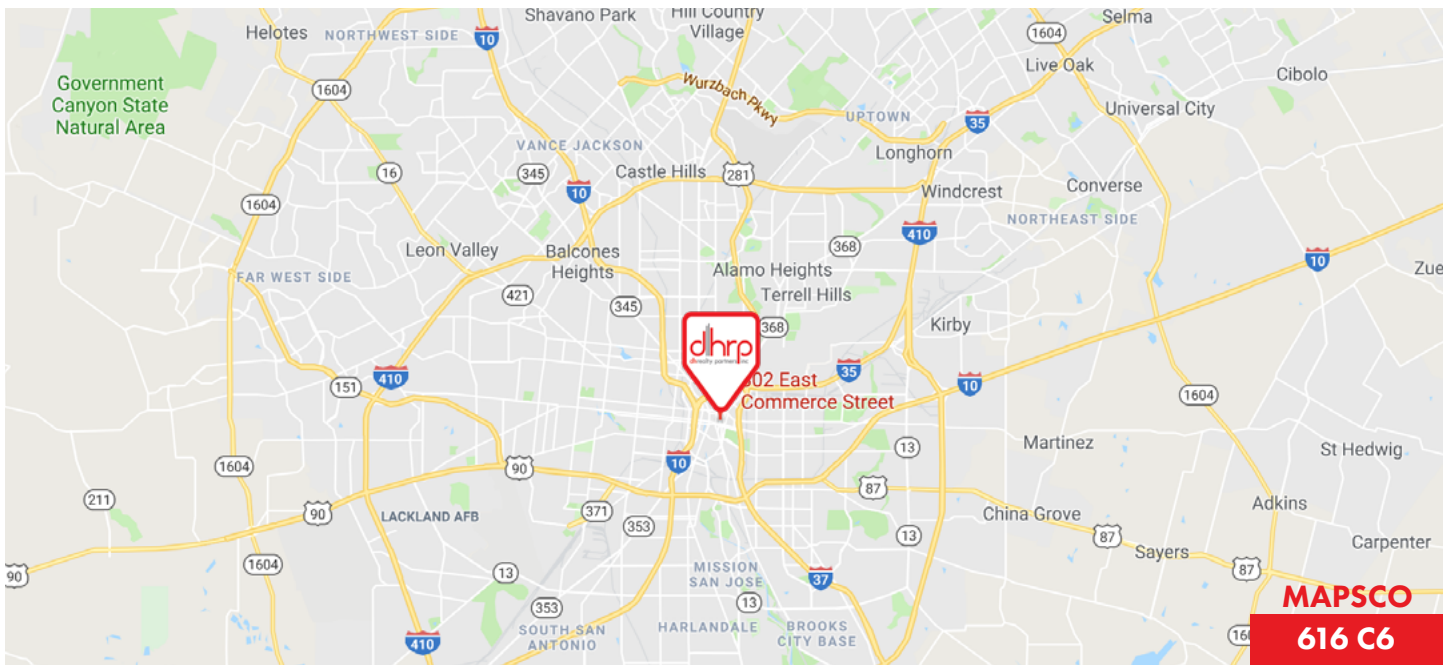 Shavano Park
Hill Country
Village
Selma
Helotes
NORTHWEST SIDE
10
1604
Live Oak
Cibolo
Government
Canyon State
Natural Area
1604
Wurzbach Pkwy
Universal City
UPTOWN
35
VANCE JACKSON
Longhorn
16
345
Castle Hills
281
10
Windcrest
Converse
1604
NORTHEAST SIDE
410
368
Leon Valley
Balcones
Heights
10
Alamo Heights
Zue
FAR WEST SIDE
421
345
Terrell Hills
368
Kirby
dhrp
02 East
Commerce Street
410
151
35
10
1604
Martinez
13
St Hedwig
10
1604
90
87
211
90
371
LACKLAND AFB
353
China Grove
Adkins
13
87
Sayers
Carpenter
1604
90
13
MISSION
SAN JOSE
37
87
353
13
SOUTH SAN
ANTONIO
HARLANDALE
BROOKS
CITY BASE
410
MAPSCO
616 C6